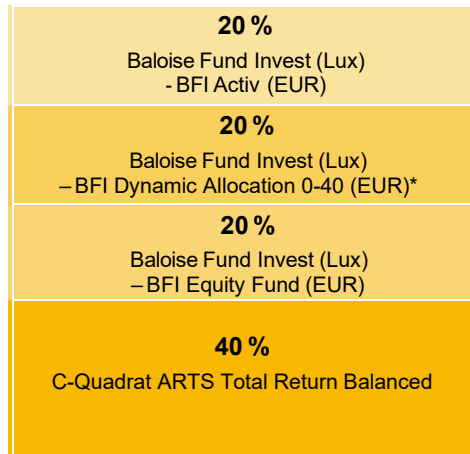 20 %
Baloise Fund Invest (Lux)
- BFI Activ (EUR)
20 %
Baloise Fund Invest (Lux)
– BFI Dynamic Allocation 0-40 (EUR)*
20 %
Baloise Fund Invest (Lux)
– BFI Equity Fund (EUR)
40 %
C-Quadrat ARTS Total Return Balanced